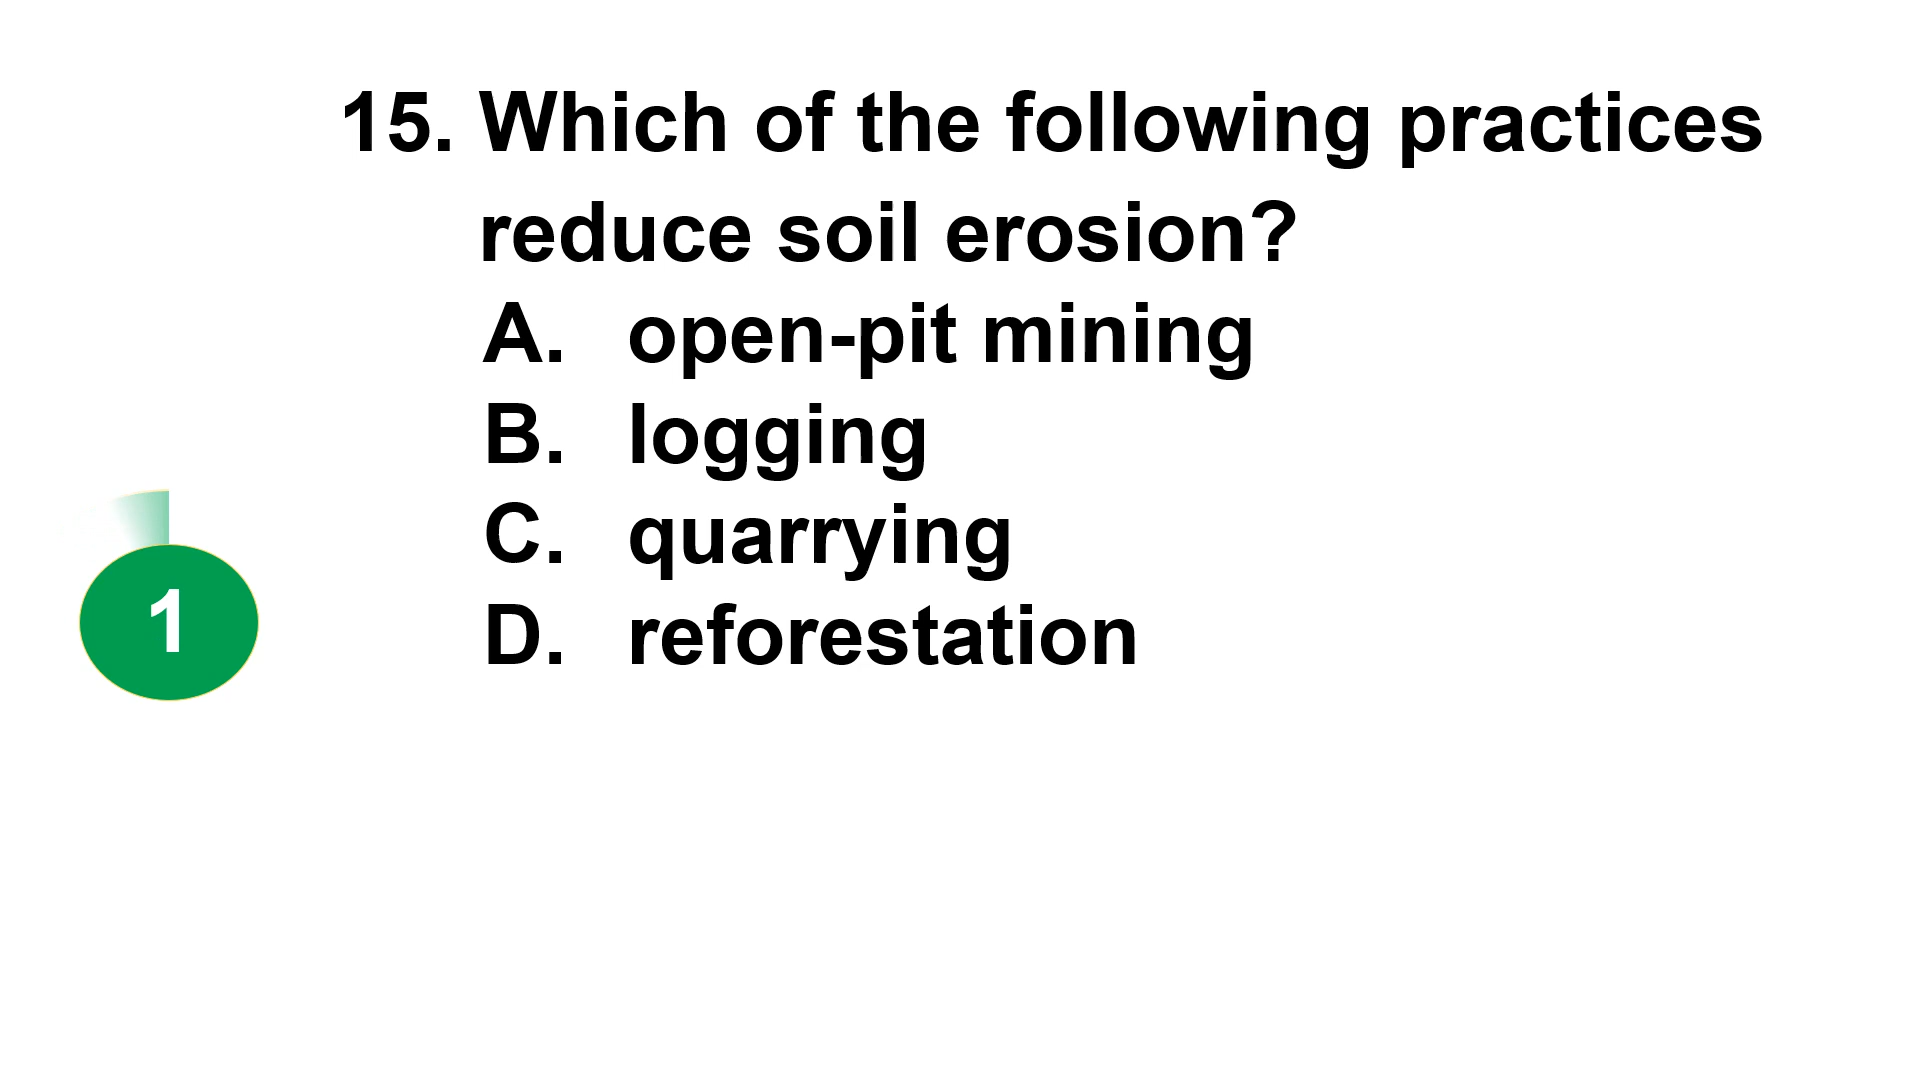 15. Which of the following practices
reduce soil erosion?
A. open-pit mining
B. logging
C. quarrying
D. reforestation
1